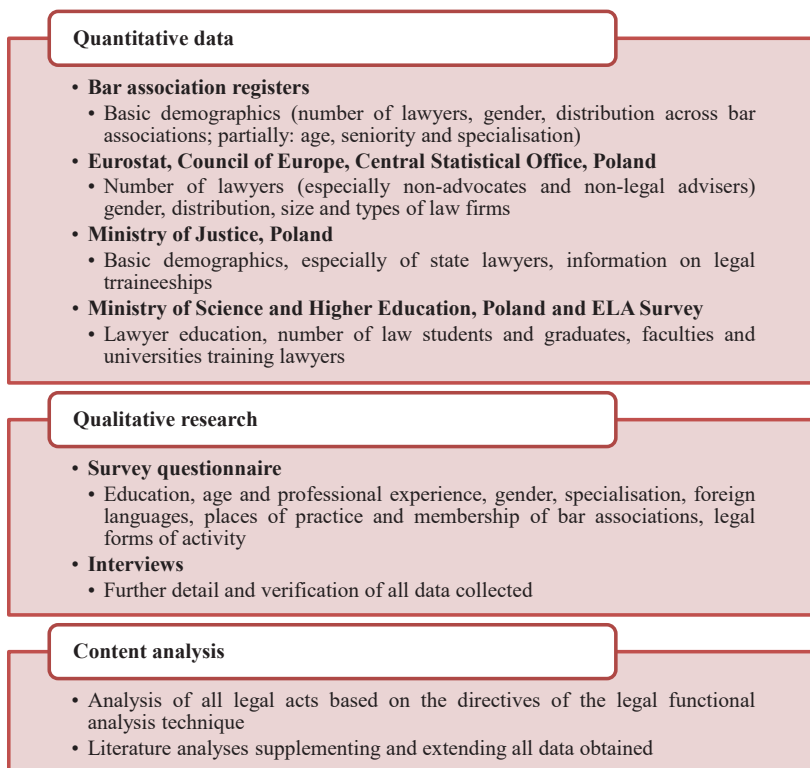 Quantitative data
• Bar association registers
• Basic demographics (number of lawyers, gender, distribution across bar
associations; partially: age, seniority and specialisation)
• Eurostat, Council of Europe, Central Statistical Office, Poland
• Number of lawyers (especially non-advocates and non-legal advisers)
gender, distribution, size and types of law firms
• Ministry of Justice, Poland
• Basic demographics, especially of state lawyers, information on legal
trraineeships
• Ministry of Science and Higher Education, Poland and ELA Survey
• Lawyer education, number of law students and graduates, faculties and
universities training lawyers
Qualitative research
• Survey questionnaire
• Education, age and professional experience, gender, specialisation, foreign
languages, places of practice and membership of bar associations, legal
forms of activity
• Interviews
• Further detail and verification of all data collected
Content analysis
• Analysis of all legal acts based on the directives of the legal functional
analysis technique
• Literature analyses supplementing and extending all data obtained